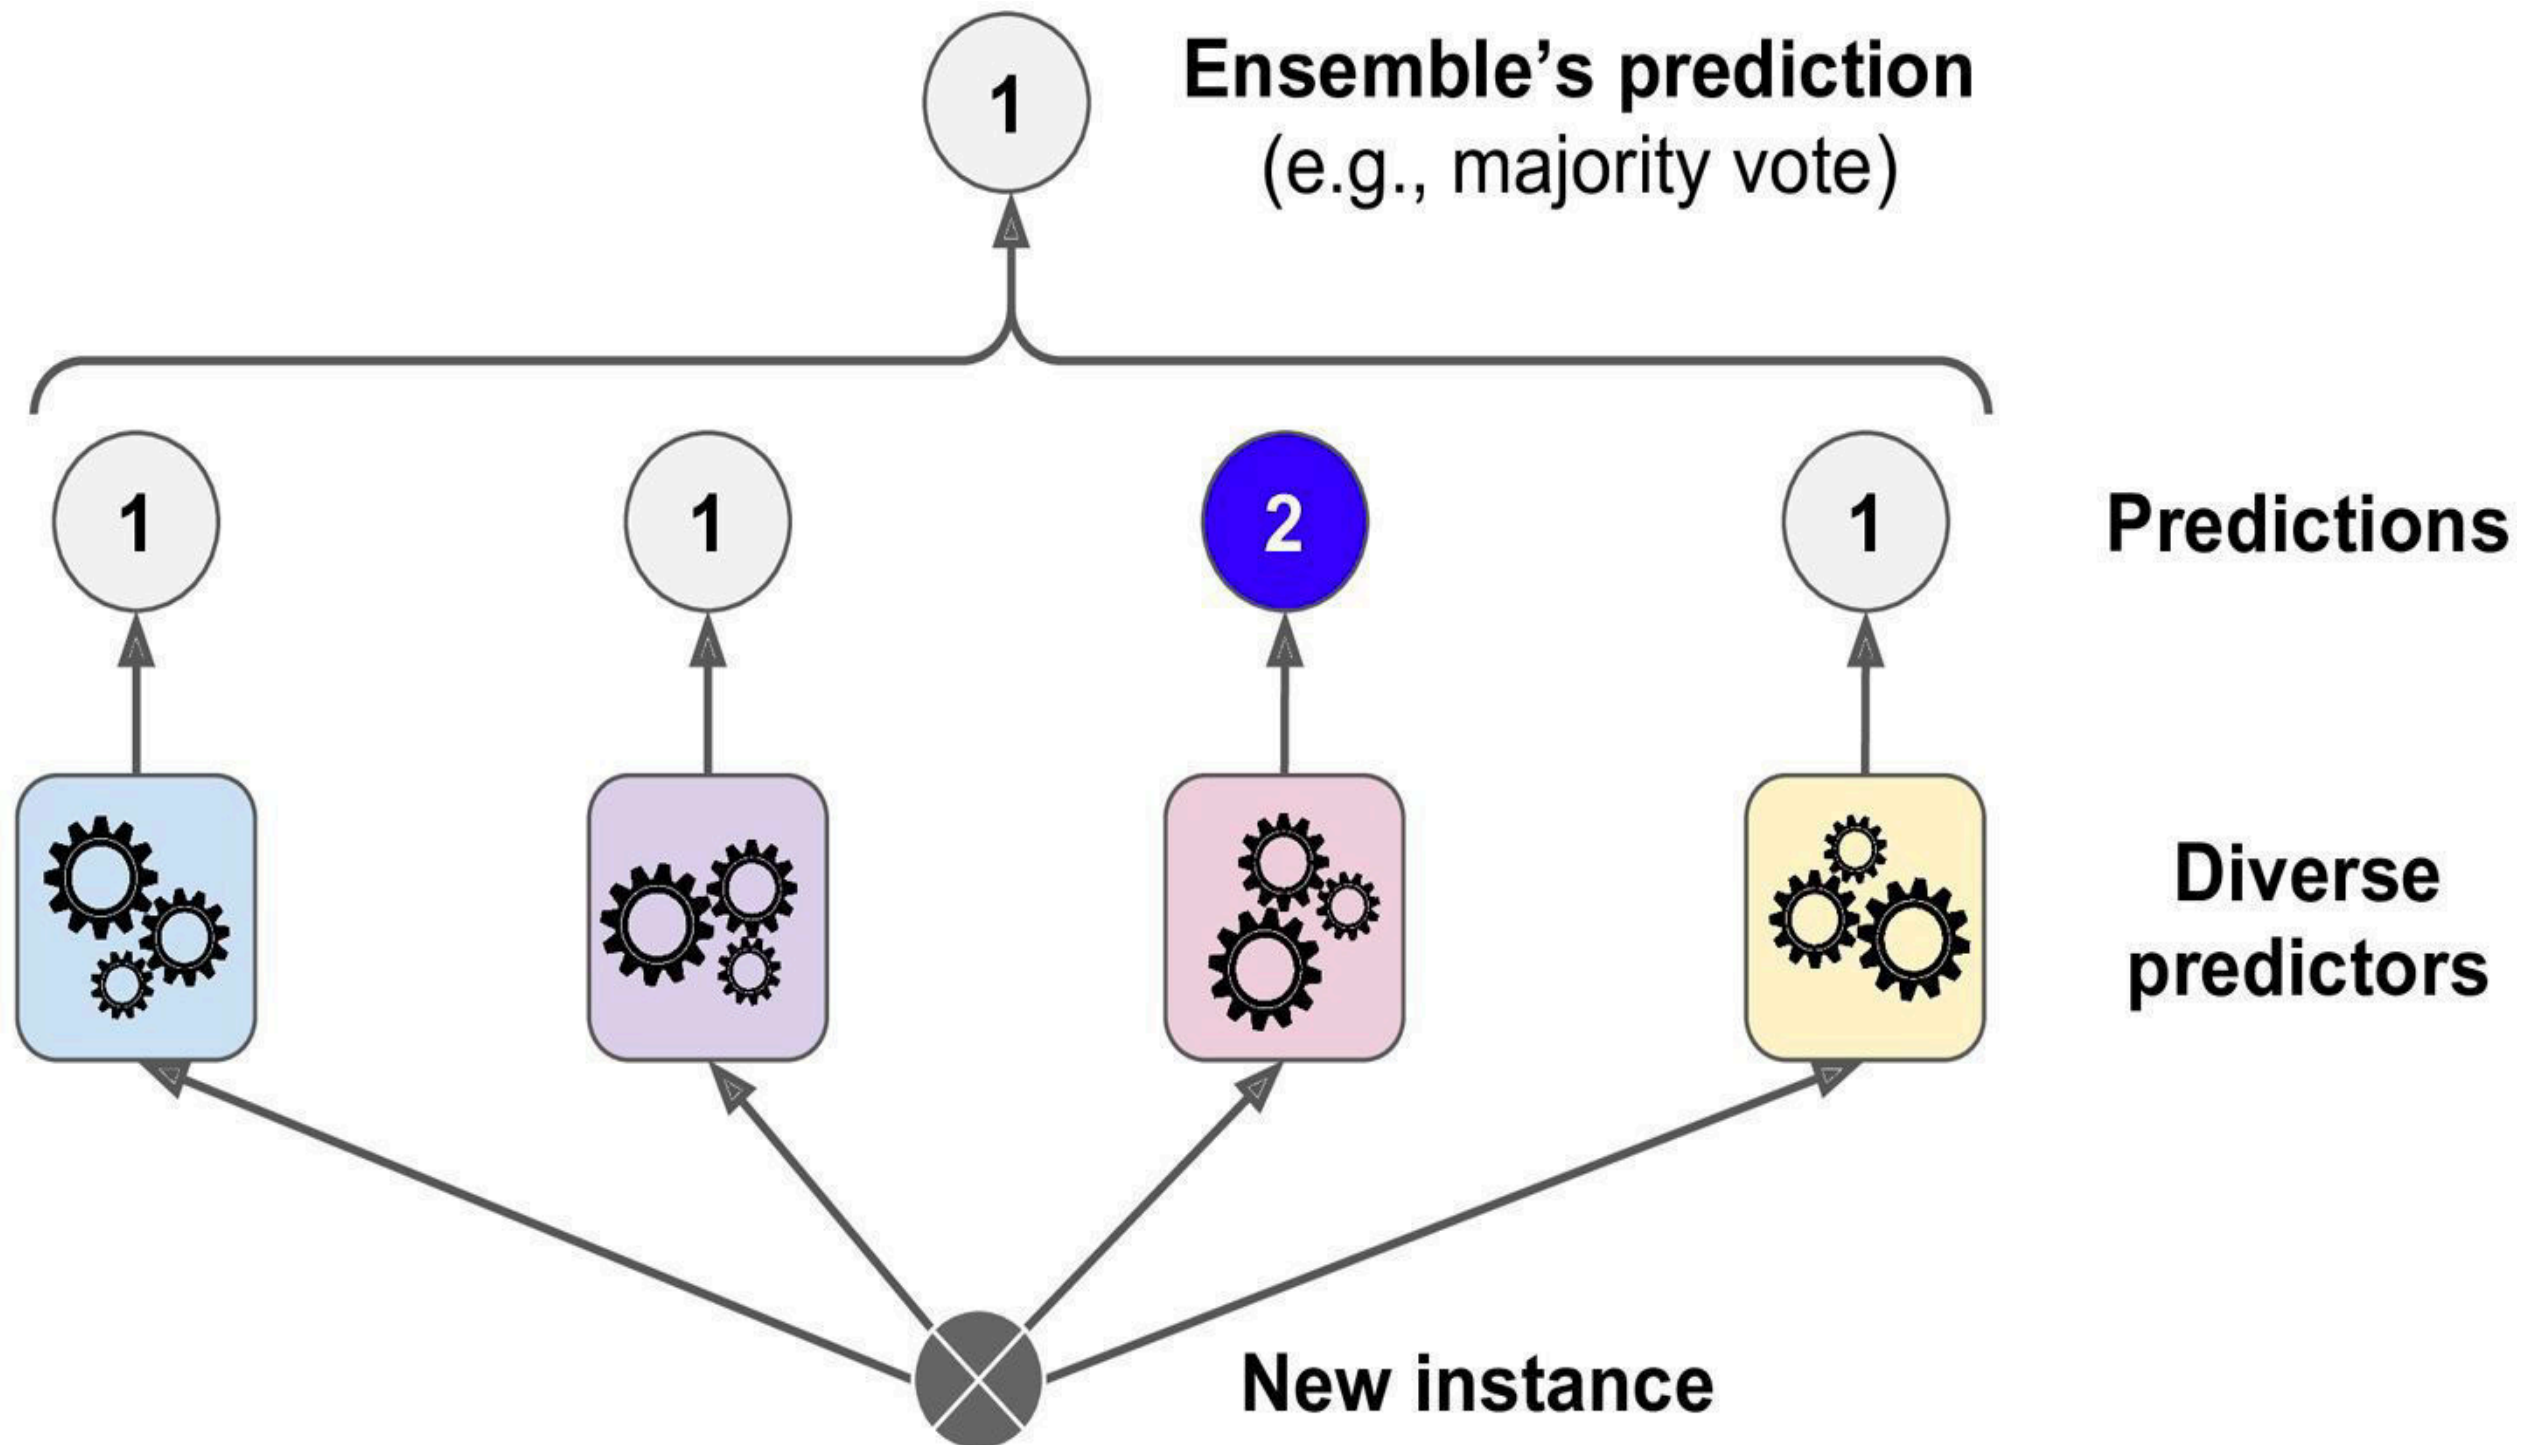 1
Ensemble’s prediction
(e.g., majority vote)
1 1 2 1
Predictions
Diverse
predictors
New instance